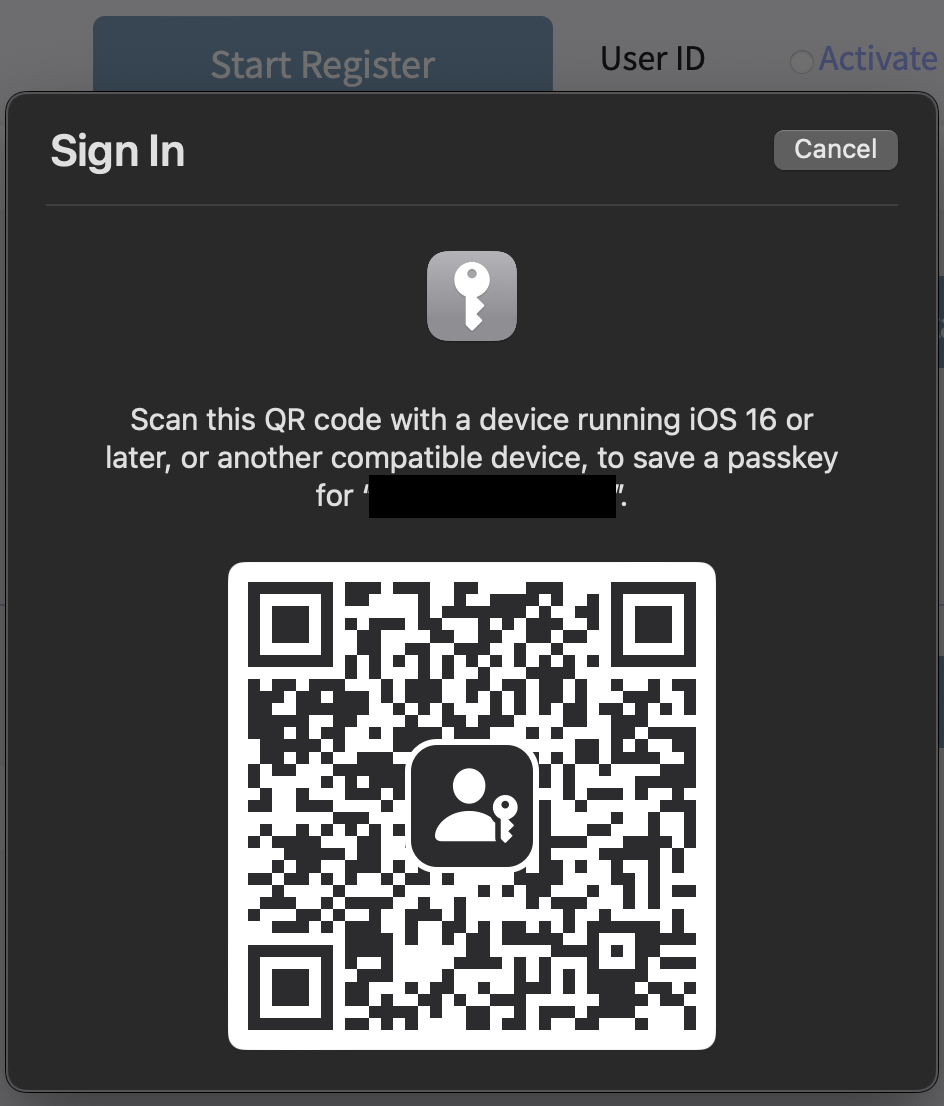 Start Register
User ID
Activate
Sign In
Cancel
Scan this QR code with a device running iOS 16 or
later, or another compatible device, to save a passkey
for “ ”.